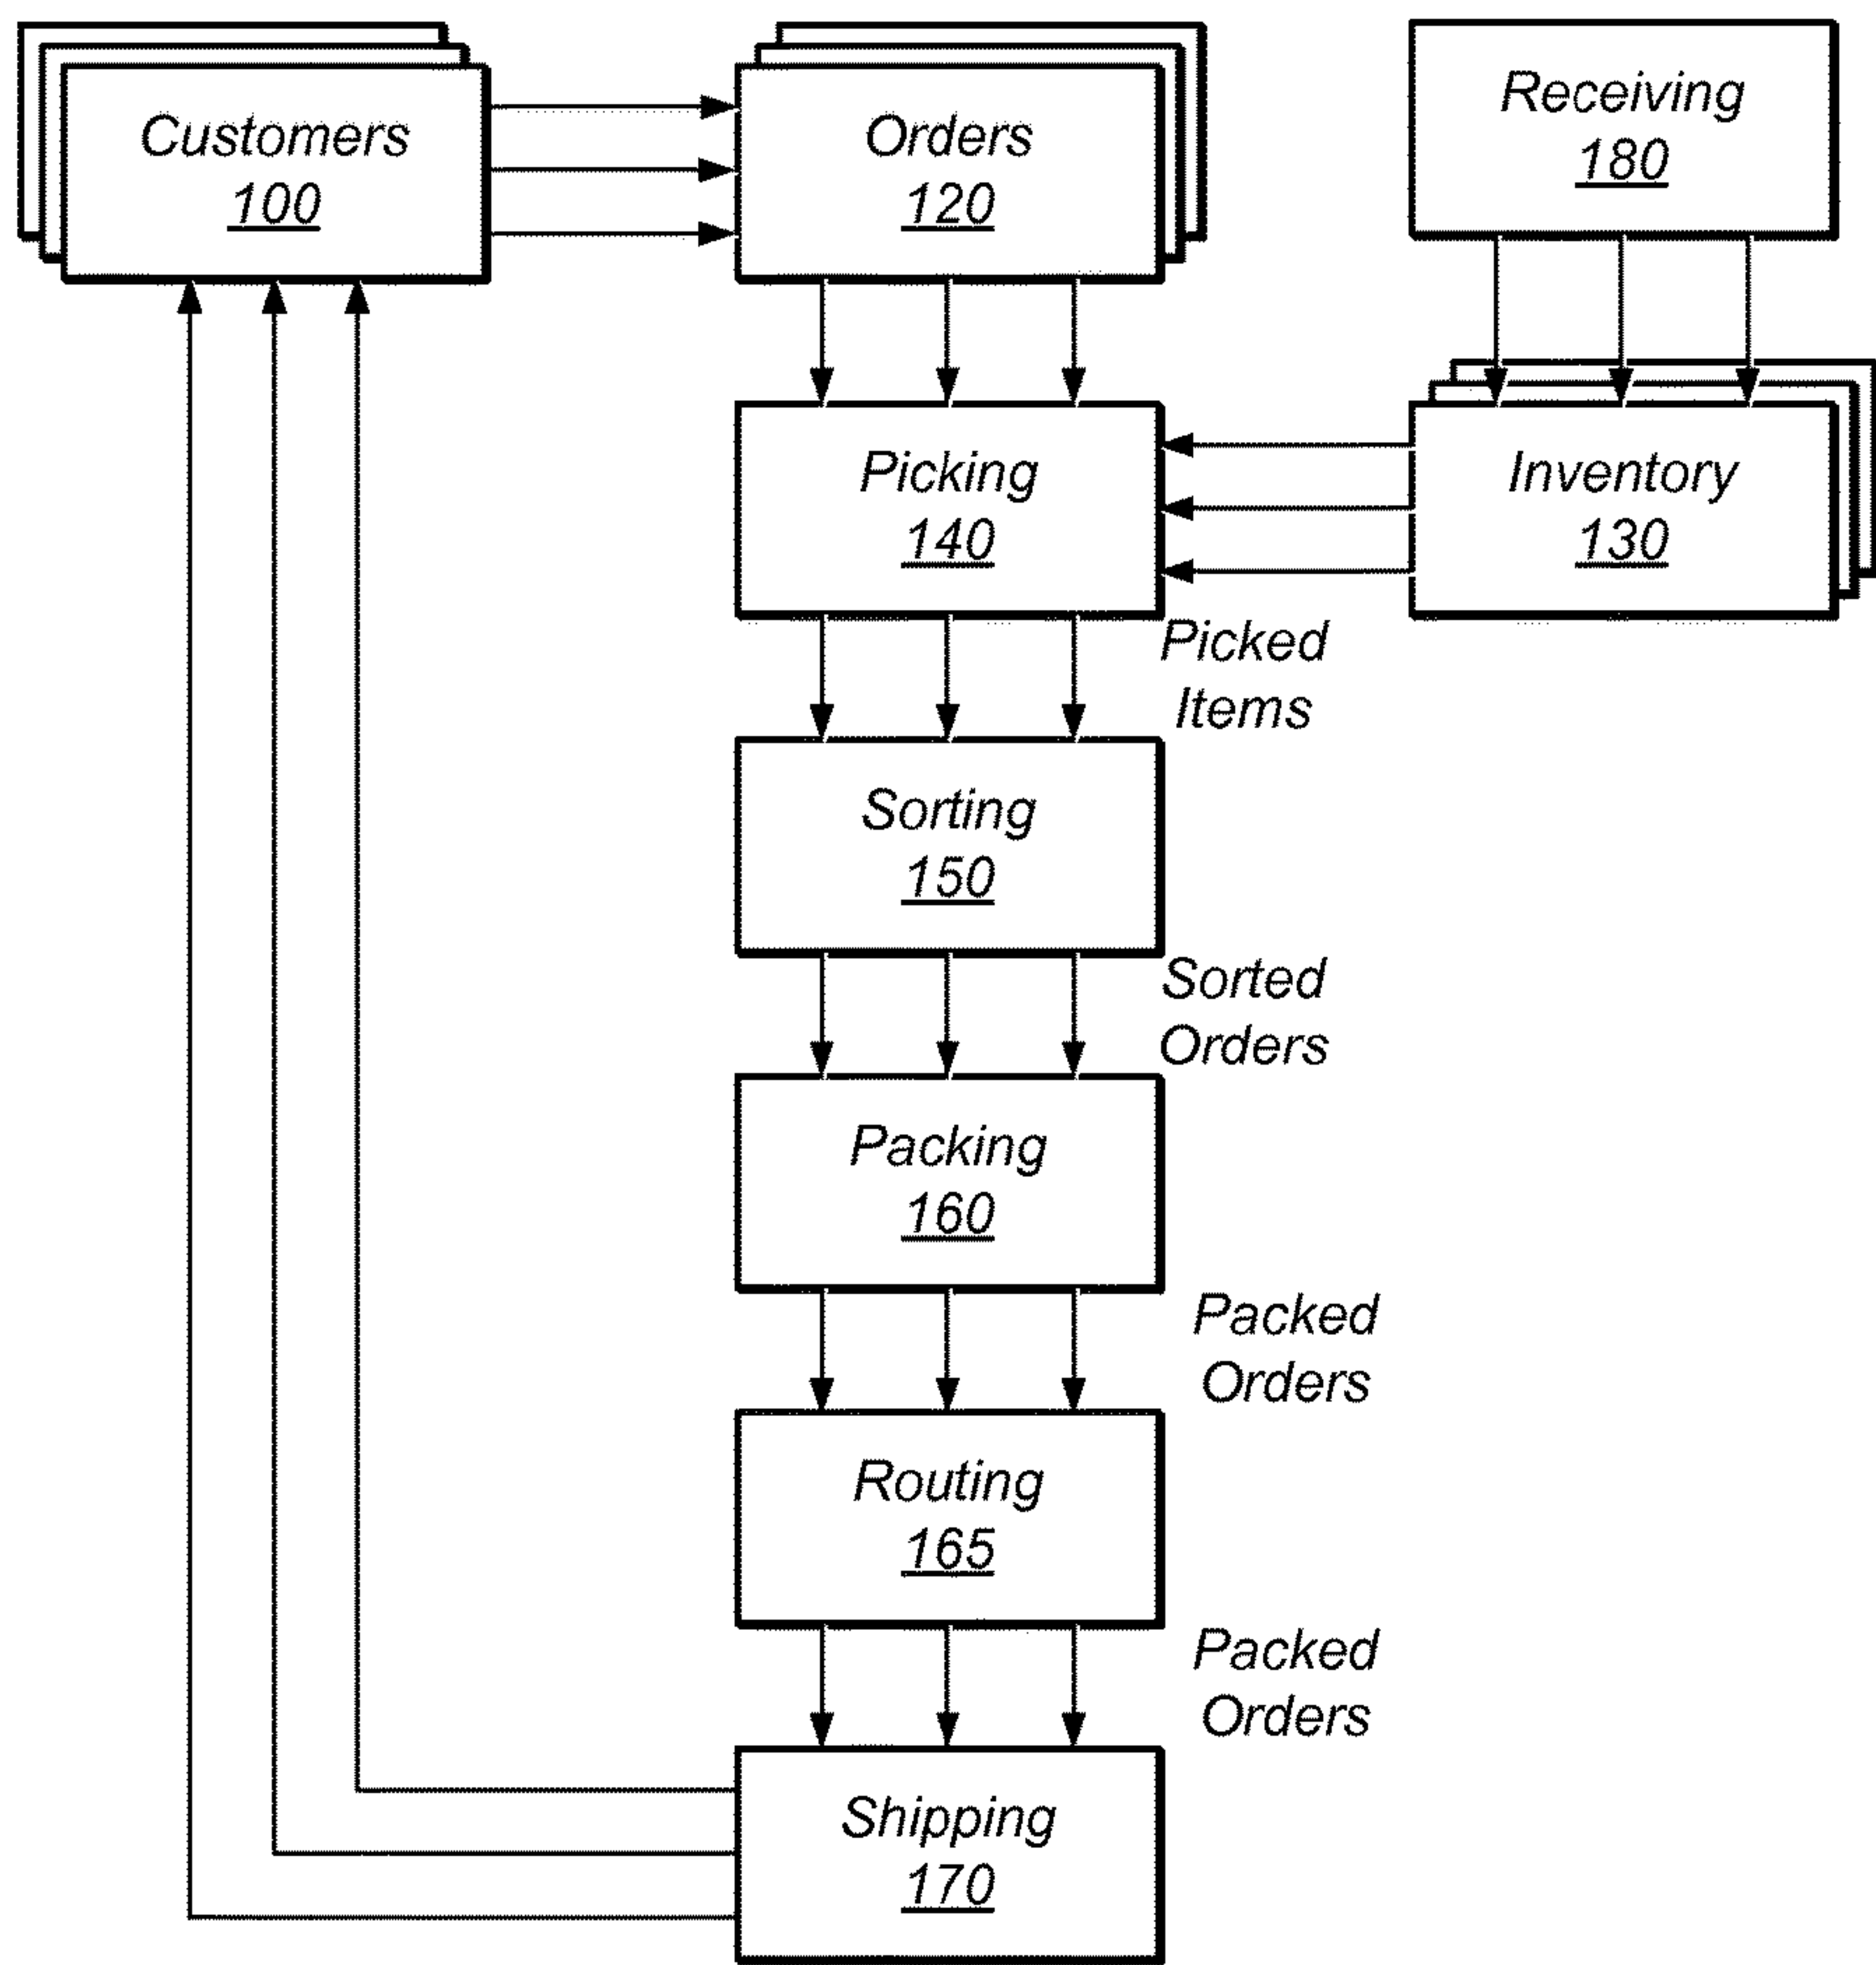 Customers
100
Orders
120
Receiving
180
Picking
140
Inventory
130
Picked
Items
Sorting
150
Sorted
Orders
Packing
160
Packed
Orders
Routing
165
Packed
Orders
Shipping
170